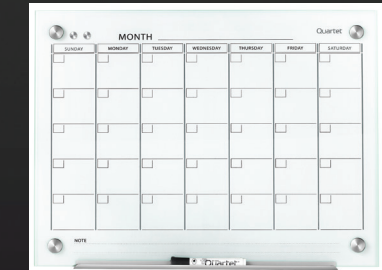 MONTH
Quartet
SUNDAY MONDAY TUESDAY WEDNESDAY THURSDAY FRIDAY SATURDAY
NOTE
Quartet